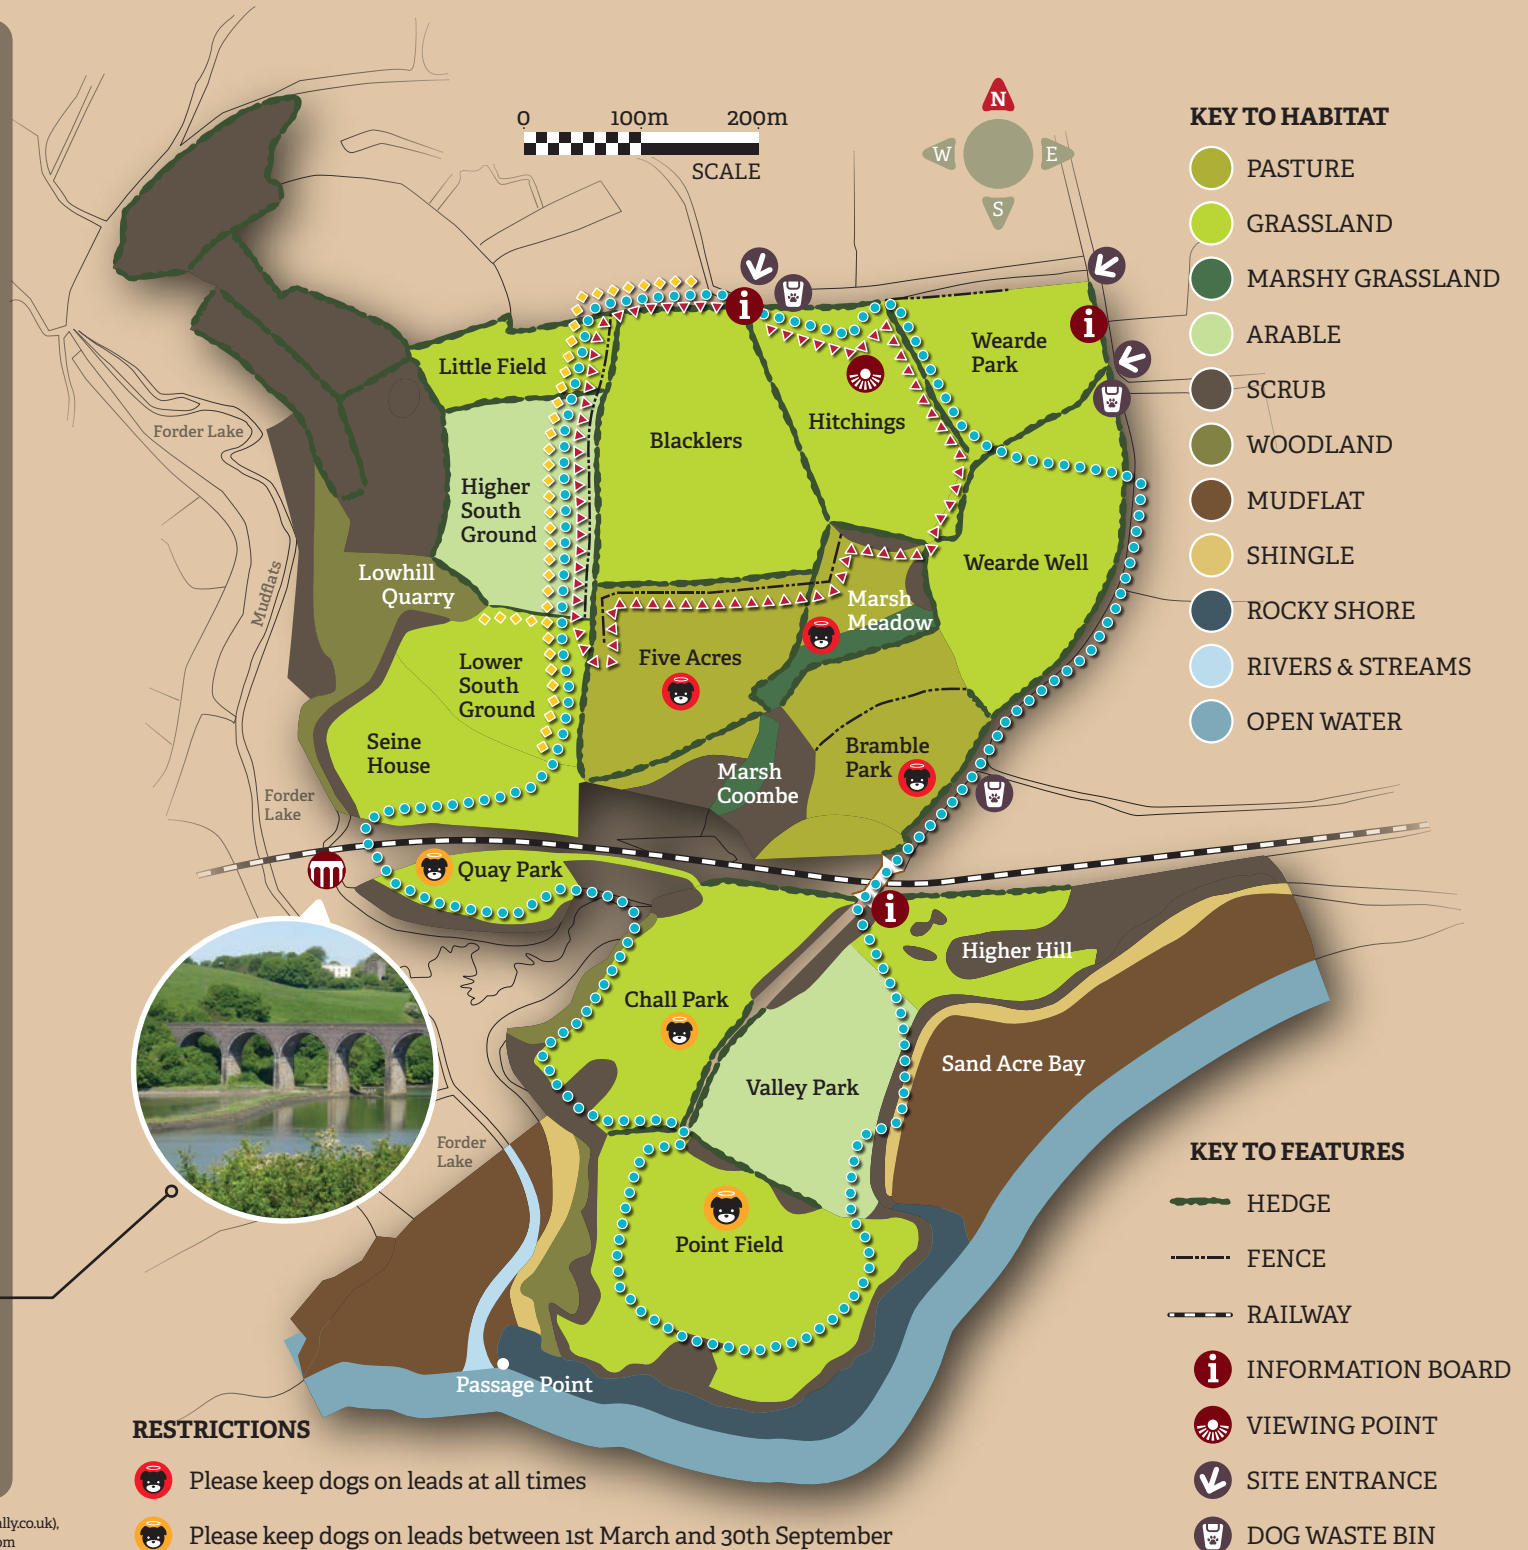 0 100m 200m
SCALE
N
W E
S
KEY TO HABITAT
PASTURE
GRASSLAND
MARSHY GRASSLAND
ARABLE
SCRUB
WOODLAND
MUDFLAT
SHINGLE
ROCKY SHORE
RIVERS & STREAMS
OPEN WATER
Little Field
Wearde
Park
Hitchings
Blacklers
Forder Lake
Higher
South
Ground
Mudflats
Lowhill
Quarry
Wearde Well
Marsh
Meadow
Five Acres
Lower
South
Ground
Seine
House
Bramble
Park
Marsh
Coombe
Forder
Lake
Quay Park
Higher Hill
Chall Park
Sand Acre Bay
Valley Park
Forder
Lake
Point Field
Passage Point
KEY TO FEATURES
HEDGE
FENCE
RAILWAY
i INFORMATION BOARD
VIEWING POINT
SITE ENTRANCE
DOG WASTE BIN
i
i
i
RESTRICTIONS
Please keep dogs on leads at all times
Please keep dogs on leads between 1st March and 30th September
ally.co.uk),
om